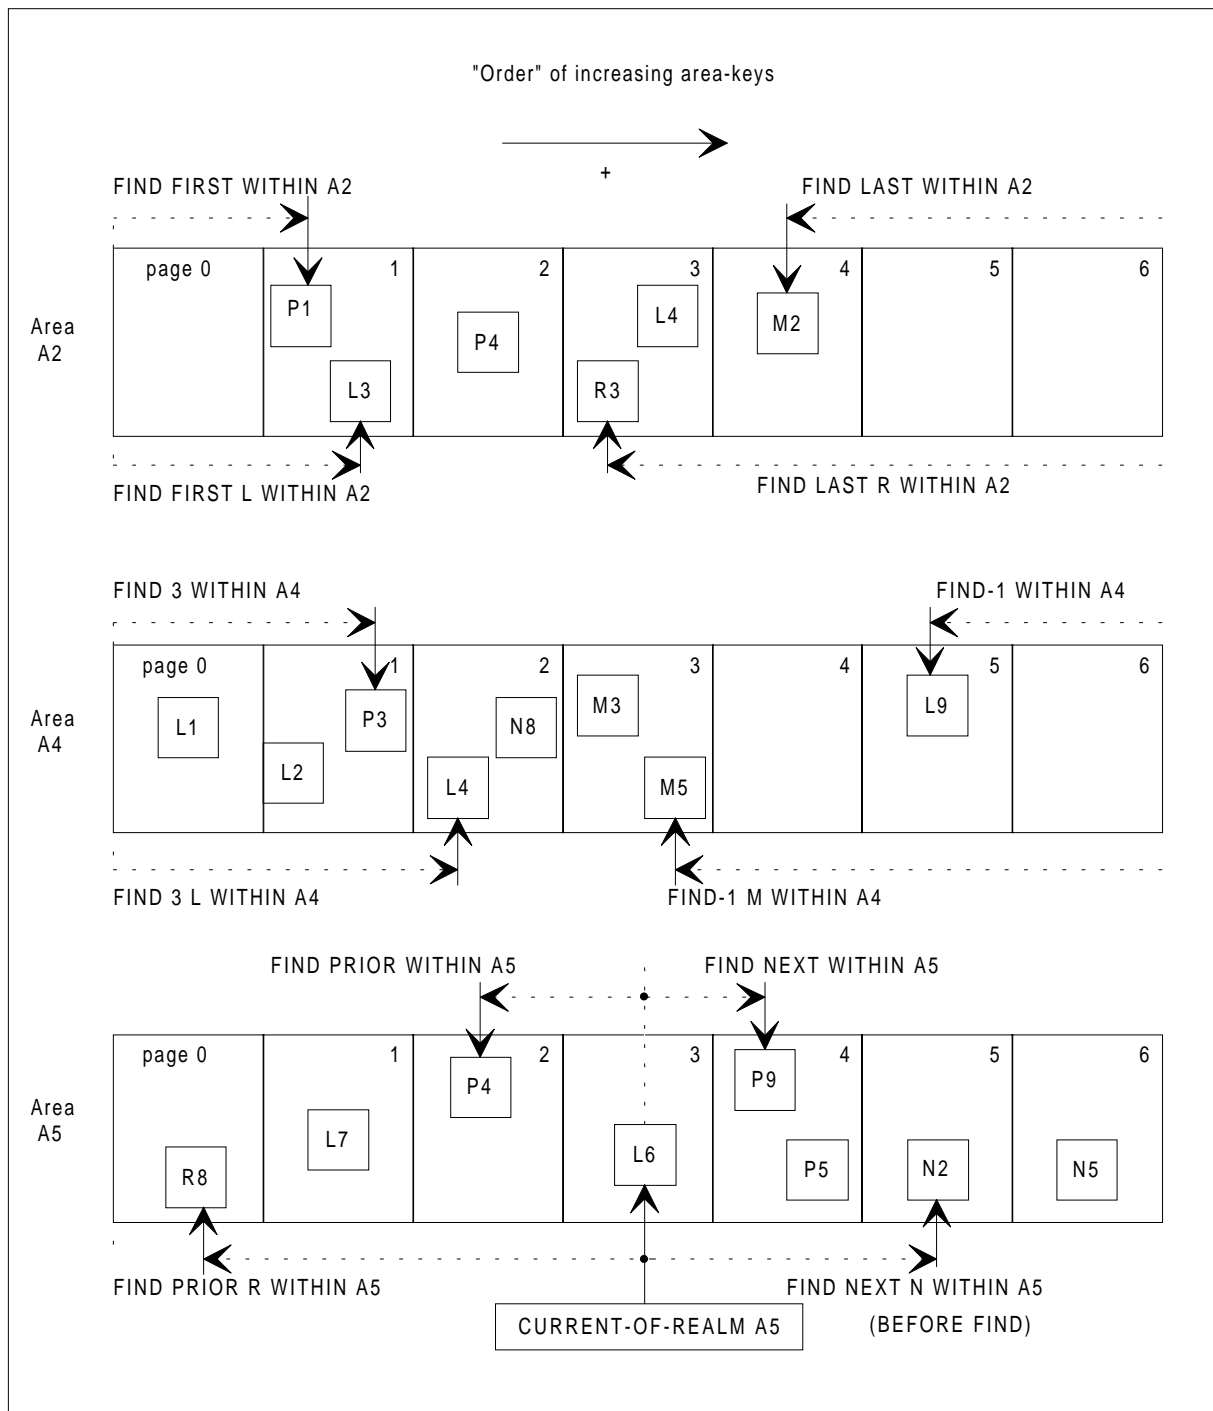 "Order" of increasing area-keys
+
FIND FIRST WITHIN A2
FIND LAST WITHIN A2
page 0 1 2 3 4 5 6
Area
A2
P1 L4 M2
P4
L3 R3
FIND FIRST L WITHIN A2
FIND LAST R WITHIN A2
FIND 3 WITHIN A4
FIND-1 WITHIN A4
page 0 1 2 3 4 5 6
Area
A4
L1 P3 N8 M3 L9
L2 L4 M5
FIND 3 L WITHIN A4
FIND-1 M WITHIN A4
FIND PRIOR WITHIN A5
FIND NEXT WITHIN A5
page 0 1 2 3 4 5 6
Area
A5
P4 P9
L7 L6
R8 P5 N2 N5
FIND PRIOR R WITHIN A5
FIND NEXT N WITHIN A5
CURRENT-OF-REALM A5
(BEFORE FIND)